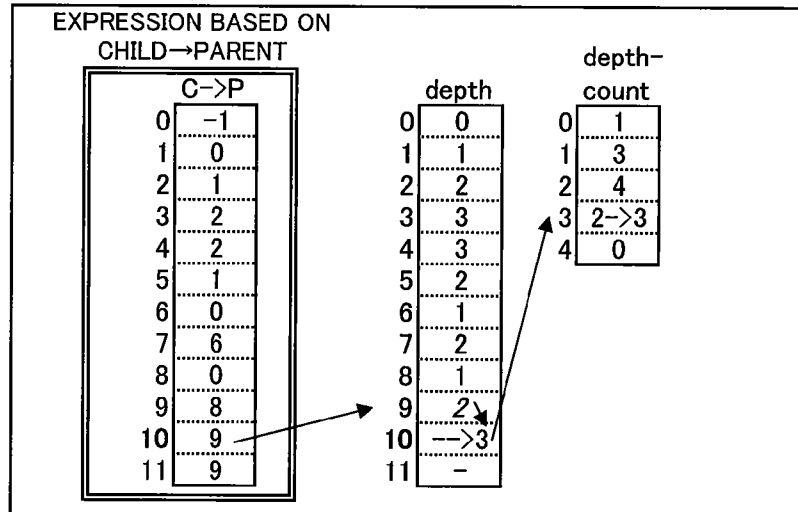 EXPRESSION BASED ON
CHILD→PARENT
depth-
C->P depth count
0 -1 0 0 0 1
1 0 1 1 1 3
2 1 2 2 2 4
3 2 3 3 3 2->3
4 2 4 3 4 0
5 1 5 2
6 0 6 1
7 6 7 2
8 0 8 1
9 8 9 2
10 9 10 -->3
11 9 11 -